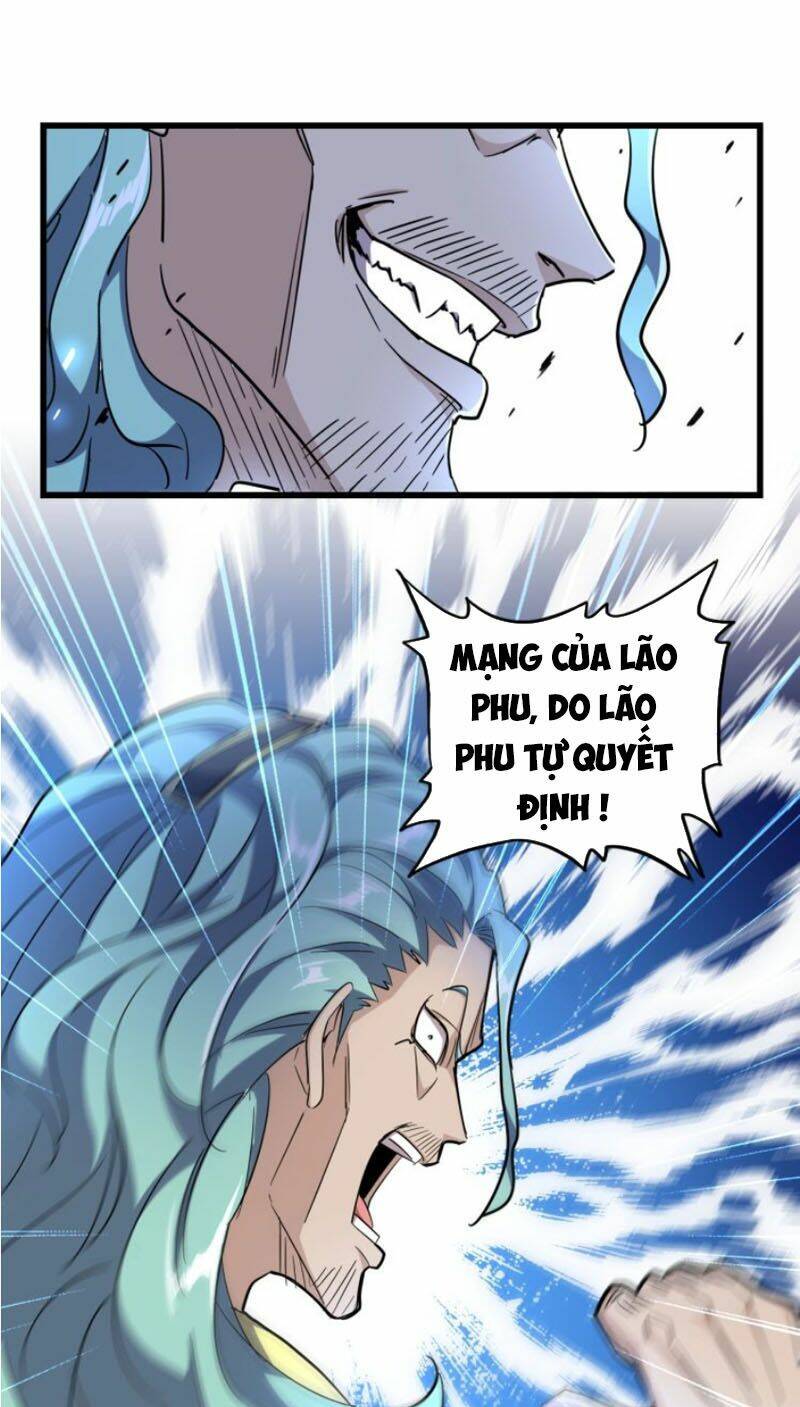 MẠNG CỦA LÃO
PHU, DO LÃO
PHU TỰ QUYẾT
ĐỊNH !